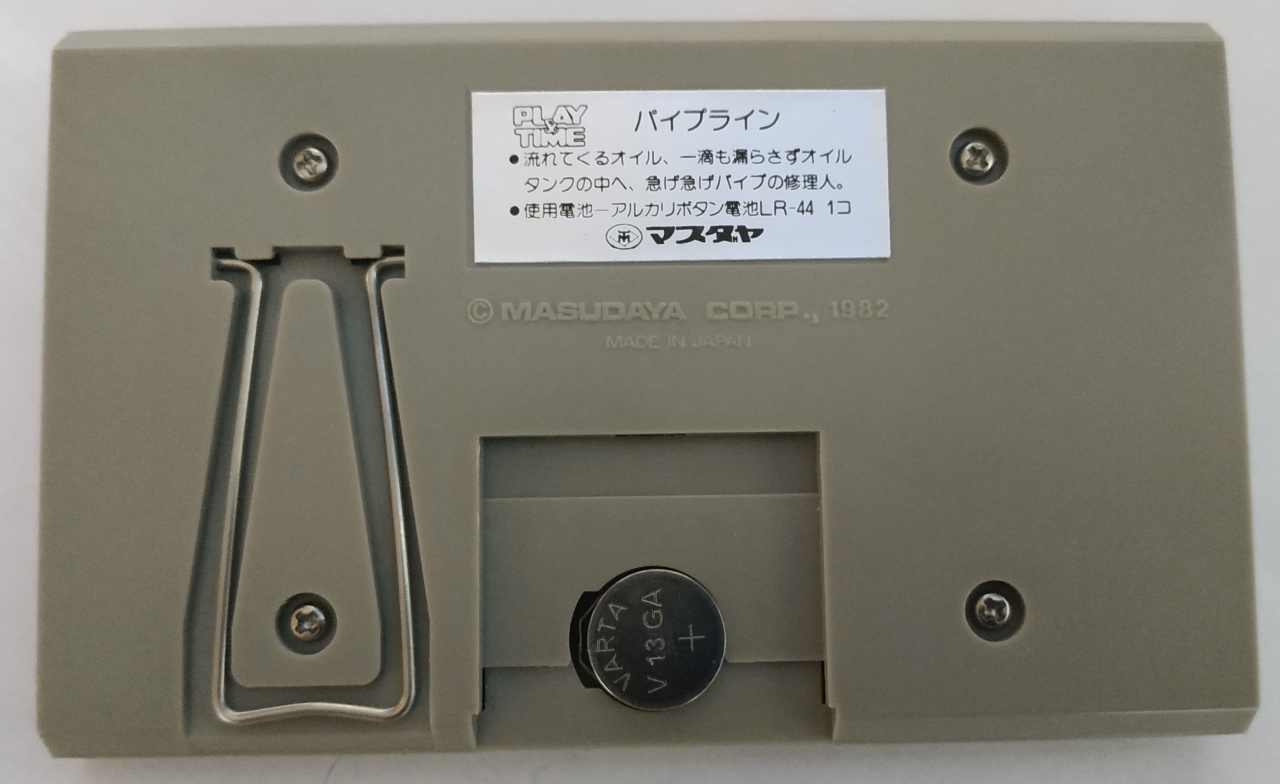 PLAY & TIME パイプライン
●流れてくるオイル、一滴も漏らさずオイル
タンクの中へ、急げ急げパイプの修理人。
●使用電池ーアルカリボタン電池LR-44 1コ
TM マスダヤ
© MASUDAYA CORP., 1982
MADE IN JAPAN
VARTA
V 13 GA
+